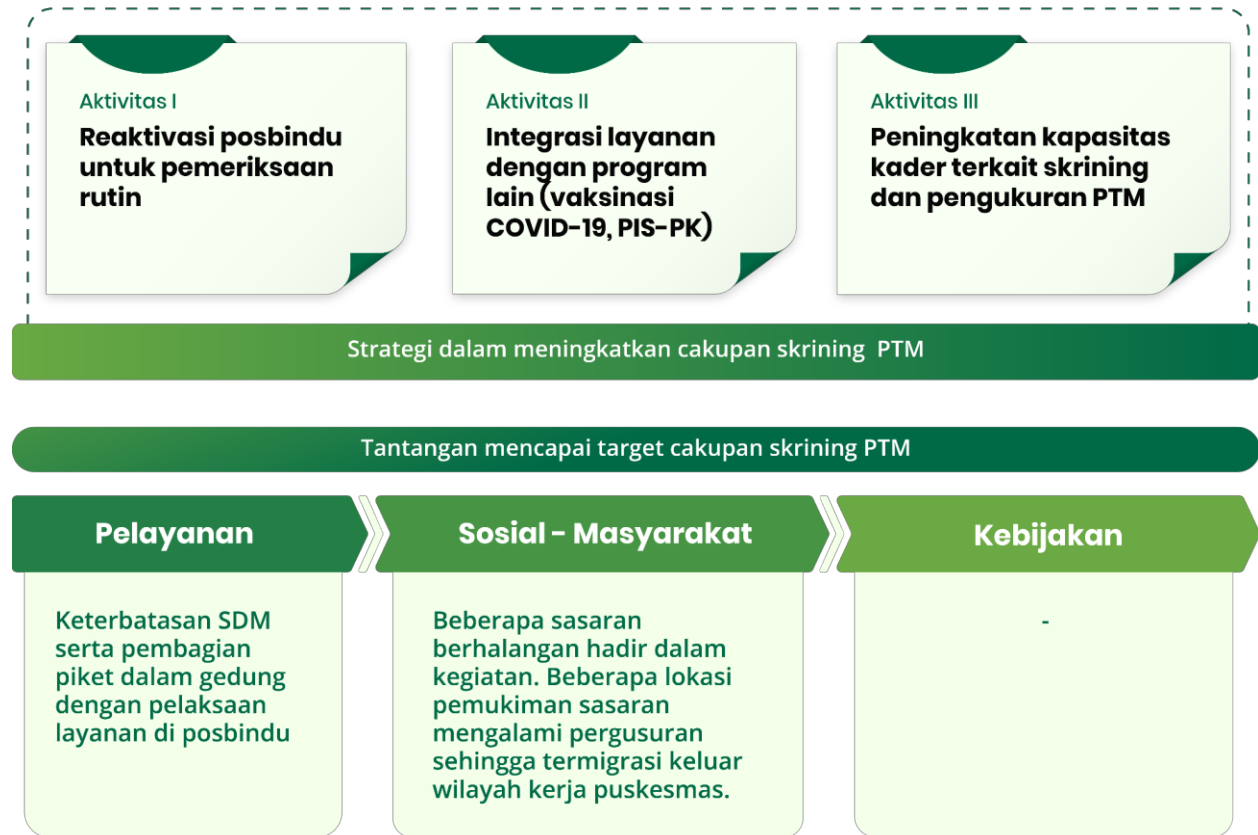 Aktivitas I
Reaktivasi posbindu
untuk pemeriksaan
rutin
Aktivitas II
Integrasi layanan
dengan program
lain (vaksinasi
COVID-19, PIS-PK)
Aktivitas III
Peningkatan kapasitas
kader terkait skrining
dan pengukuran PTM
Strategi dalam meningkatkan cakupan skrining PTM
Tantangan mencapai target cakupan skrining PTM
Pelayanan
Keterbatasan SDM
serta pembagian
piket dalam gedung
dengan pelaksaan
layanan di posbindu
Sosial - Masyarakat
Beberapa sasaran
berhalangan hadir dalam
kegiatan. Beberapa lokasi
pemukiman sasaran
mengalami pergusuran
sehingga termigrasi keluar
wilayah kerja puskesmas.
Kebijakan
-